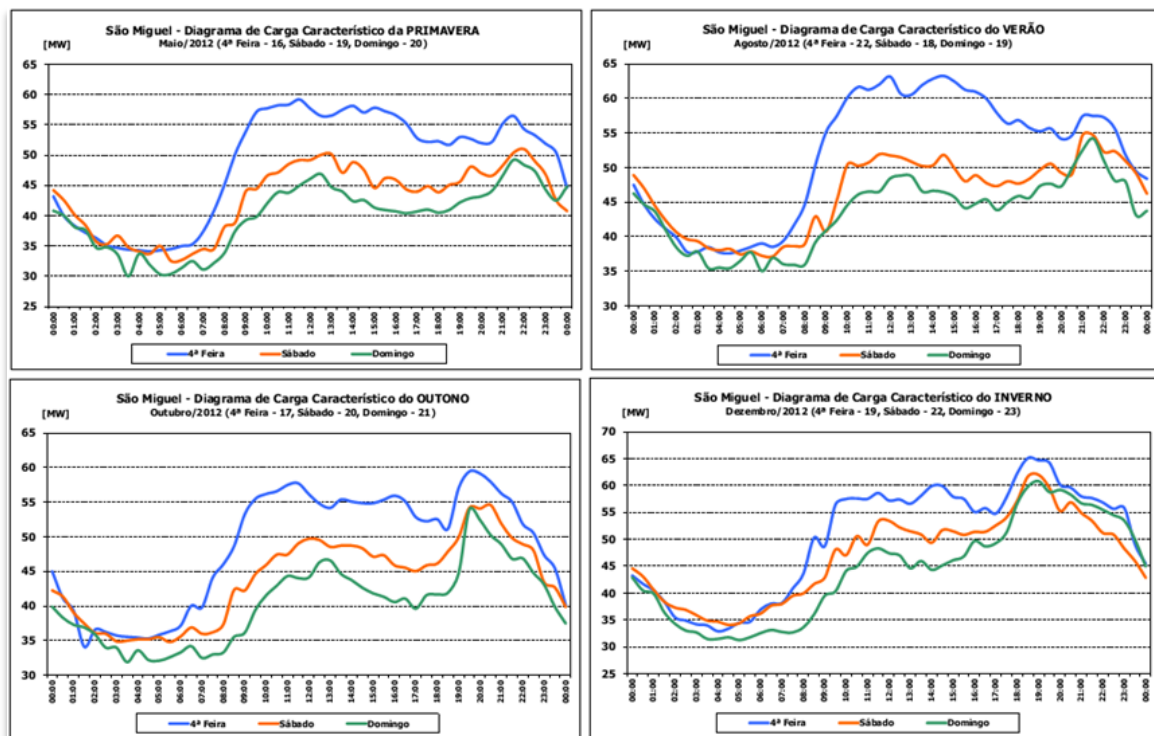 São Miguel - Diagrama de Carga Característico da PRIMAVERA
Maio/2012 (4ª Feira - 16, Sábado - 19, Domingo - 20)
[MW]
65
60
55
50
45
40
35
30
25
00:00 01:00 02:00 03:00 04:00 05:00 06:00 07:00 08:00 09:00 10:00 11:00 12:00 13:00 14:00 15:00 16:00 17:00 18:00 19:00 20:00 21:00 22:00 23:00 00:00
4ª Feira Sábado Domingo
São Miguel - Diagrama de Carga Característico do VERÃO
Agosto/2012 (4ª Feira - 22, Sábado - 18, Domingo - 19)
[MW]
65
60
55
50
45
40
35
30
00:00 01:00 02:00 03:00 04:00 05:00 06:00 07:00 08:00 09:00 10:00 11:00 12:00 13:00 14:00 15:00 16:00 17:00 18:00 19:00 20:00 21:00 22:00 23:00 00:00
4ª Feira Sábado Domingo
São Miguel - Diagrama de Carga Característico do OUTONO
Outubro/2012 (4ª Feira - 17, Sábado - 20, Domingo - 21)
[MW]
65
60
55
50
45
40
35
30
00:00 01:00 02:00 03:00 04:00 05:00 06:00 07:00 08:00 09:00 10:00 11:00 12:00 13:00 14:00 15:00 16:00 17:00 18:00 19:00 20:00 21:00 22:00 23:00 00:00
4ª Feira Sábado Domingo
São Miguel - Diagrama de Carga Característico do INVERNO
Dezembro/2012 (4ª Feira - 19, Sábado - 22, Domingo - 23)
[MW]
70
65
60
55
50
45
40
35
30
25
00:00 01:00 02:00 03:00 04:00 05:00 06:00 07:00 08:00 09:00 10:00 11:00 12:00 13:00 14:00 15:00 16:00 17:00 18:00 19:00 20:00 21:00 22:00 23:00 00:00
4ª Feira Sábado Domingo